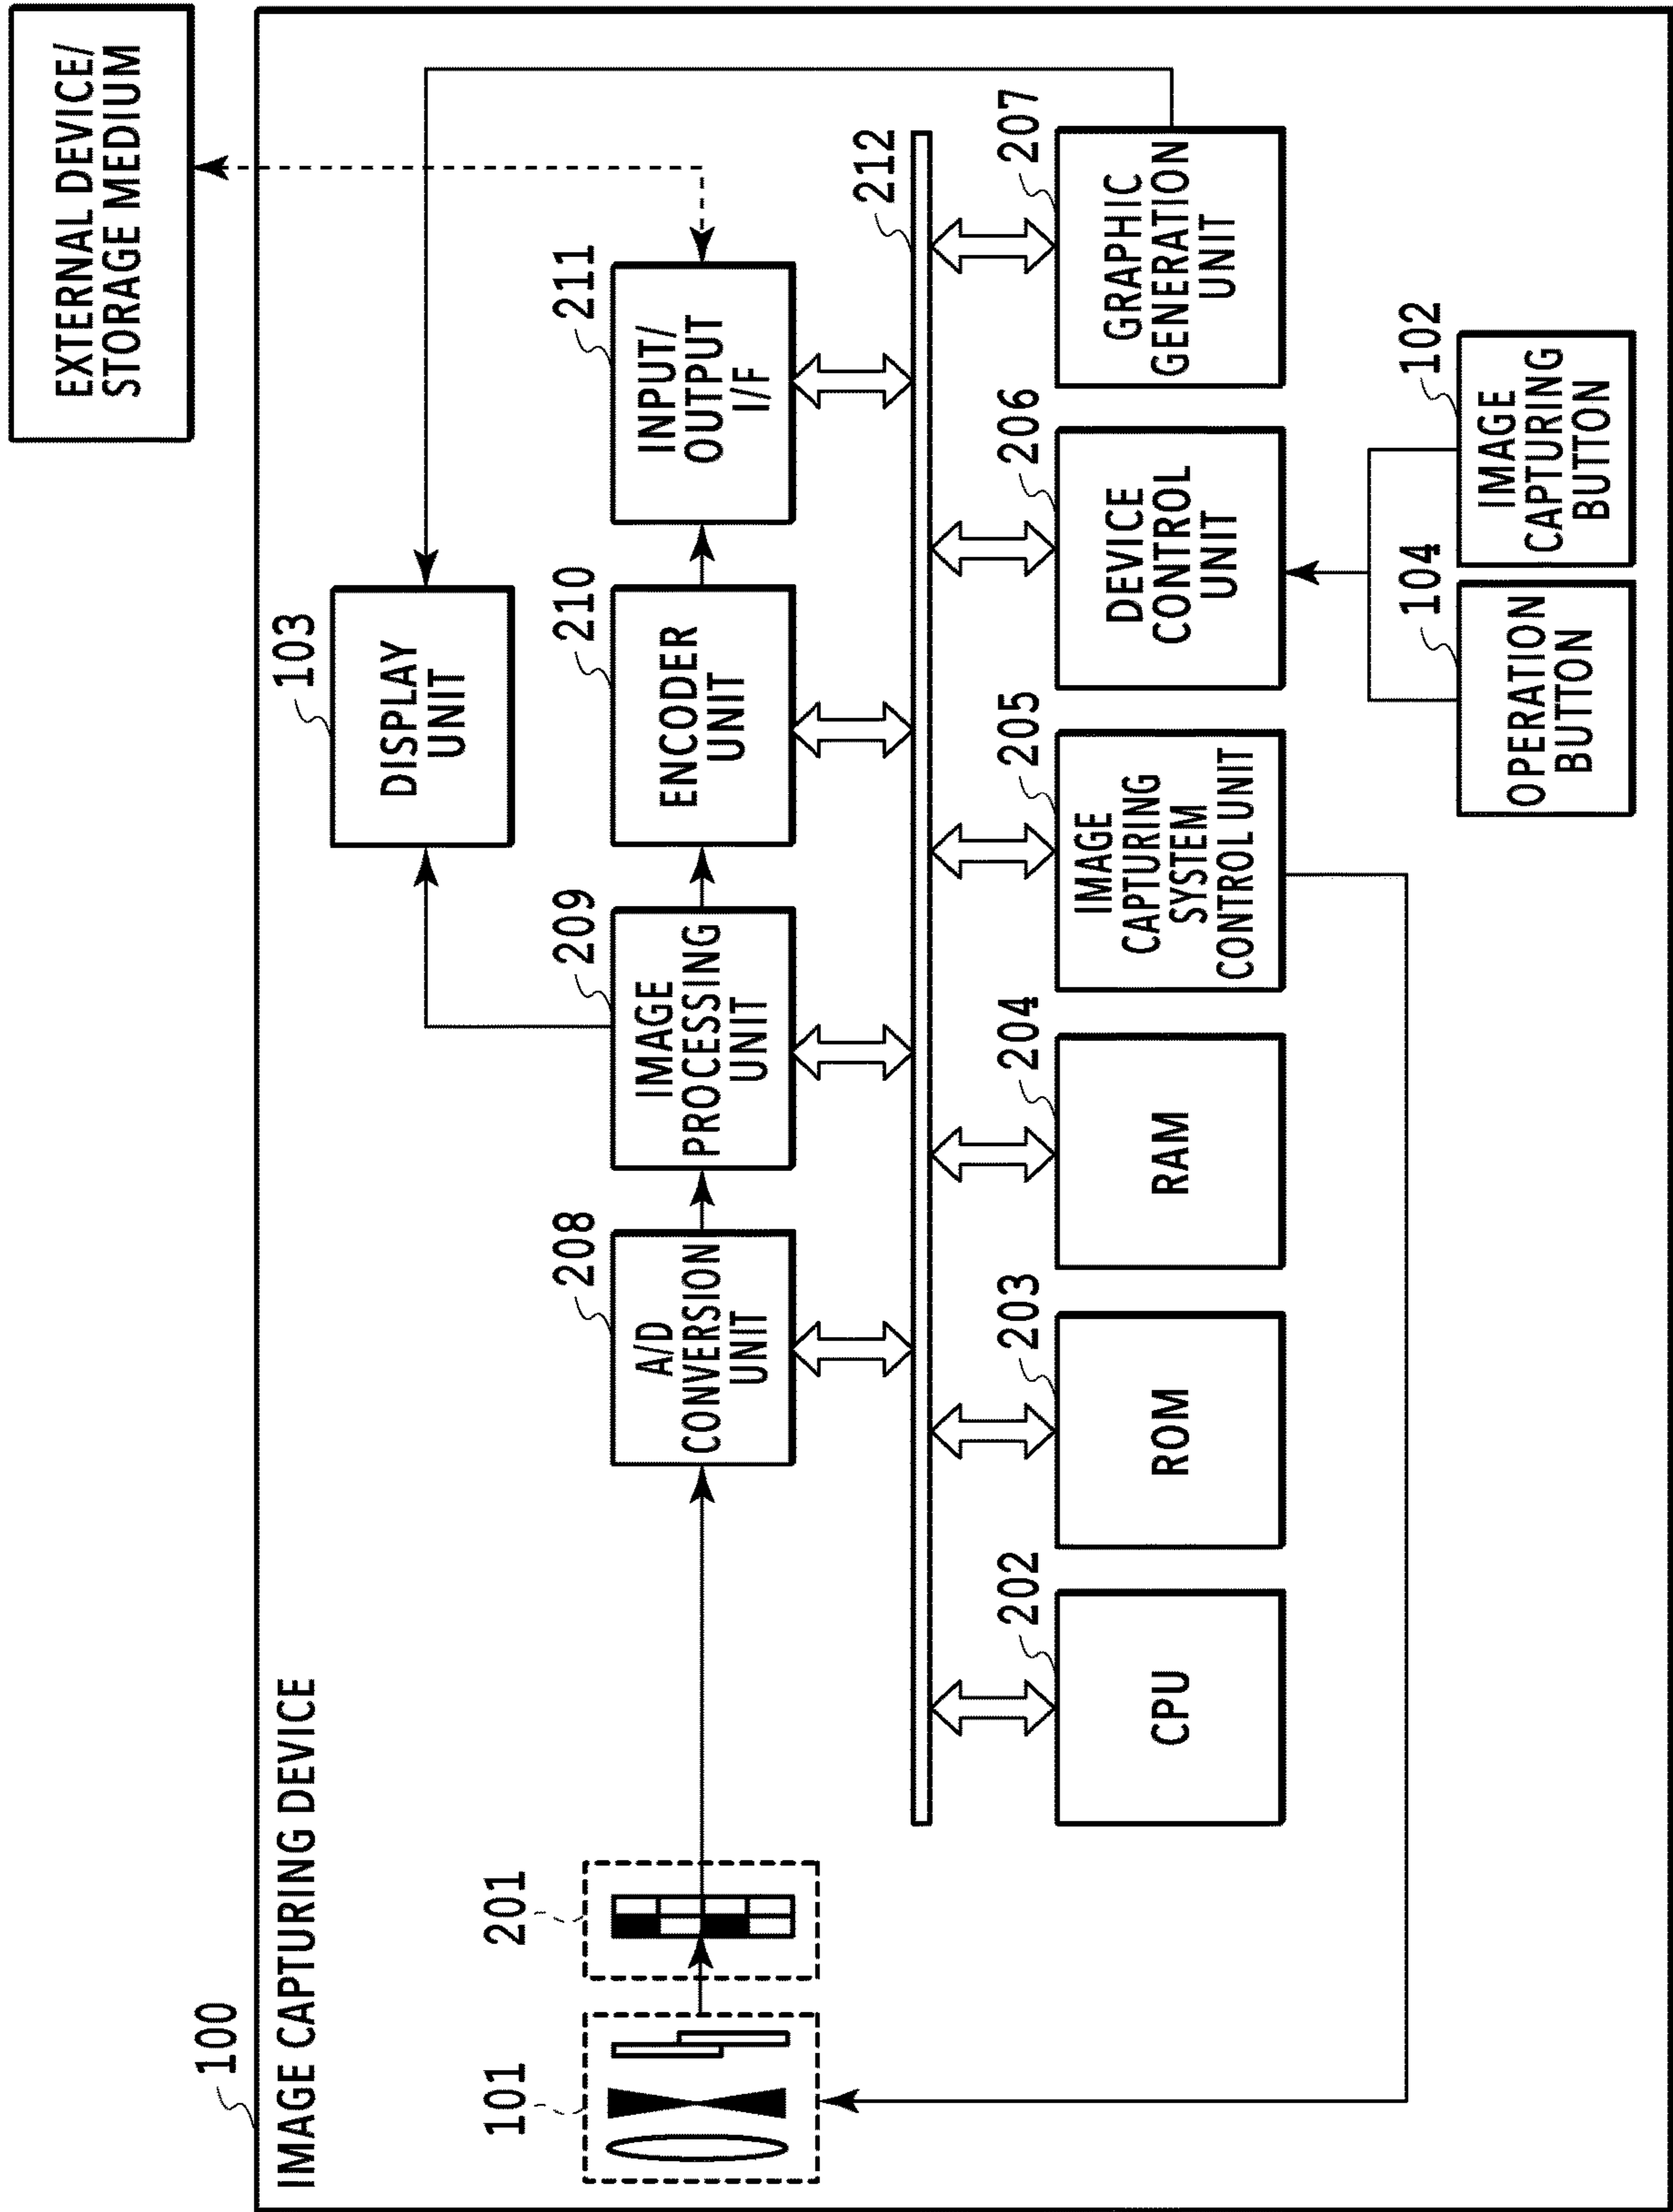 EXTERNAL DEVICE/
STORAGE MEDIUM
100
IMAGE CAPTURING DEVICE
103
DISPLAY
UNIT
101
201
208
A/D
CONVERSION
UNIT
209
IMAGE
PROCESSING
UNIT
210
ENCODER
UNIT
211
INPUT/
OUTPUT
I/F
212
202
CPU
203
ROM
204
RAM
205
IMAGE
CAPTURING
SYSTEM
CONTROL UNIT
206
DEVICE
CONTROL
UNIT
207
GRAPHIC
GENERATION
UNIT
104
OPERATION
BUTTON
102
IMAGE
CAPTURING
BUTTON